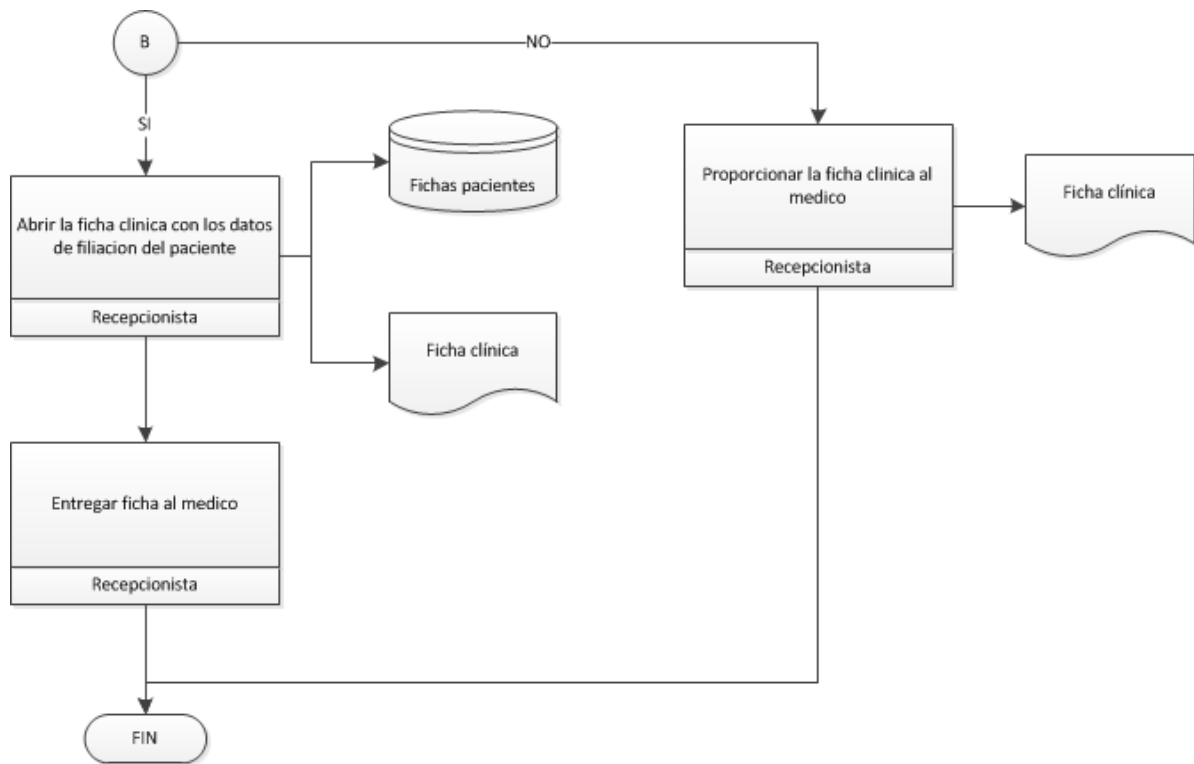 B
NO
SI
Fichas pacientes
Proporcionar la ficha clinica al
medico
Recepcionista
Ficha clínica
Abrir la ficha clinica con los datos
de filiacion del paciente
Recepcionista
Ficha clínica
Entregar ficha al medico
Recepcionista
FIN